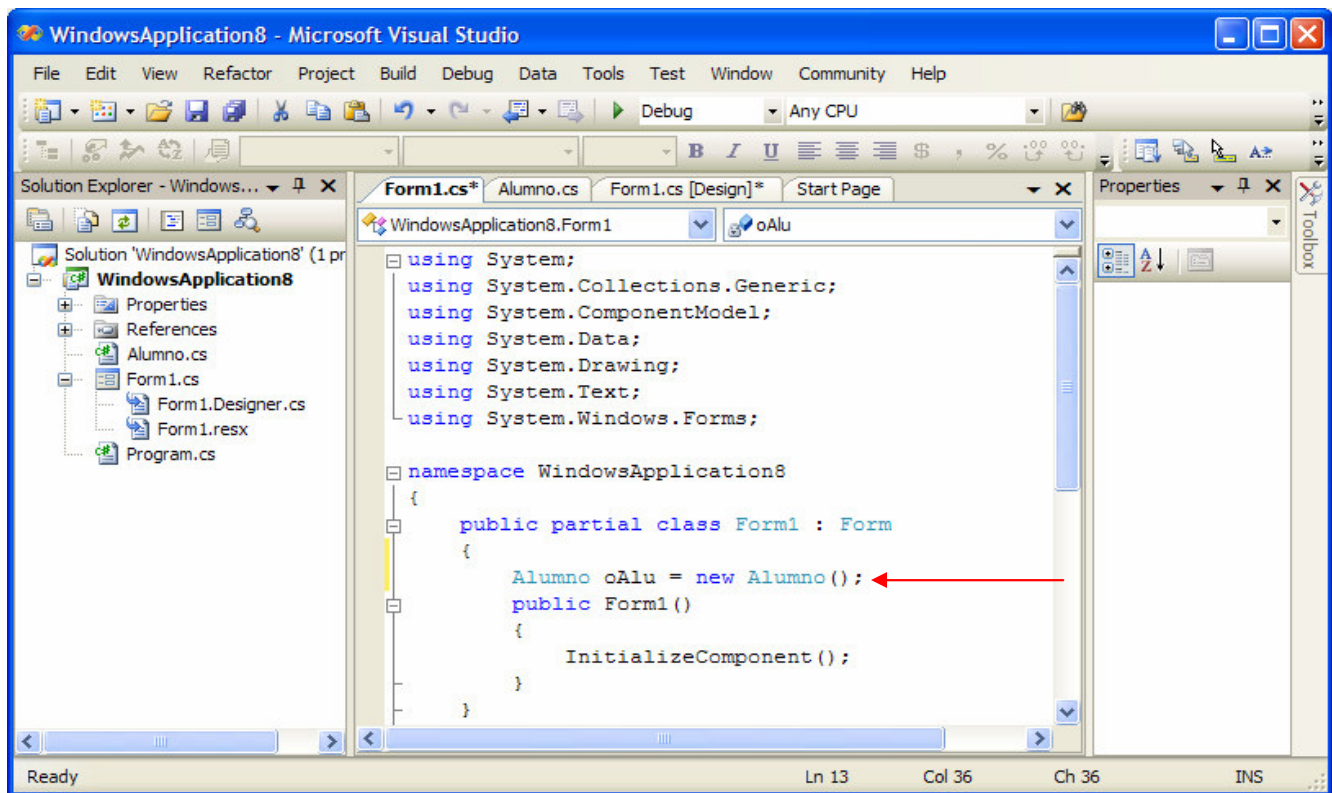 WindowsApplication8 - Microsoft Visual Studio
File Edit View Refactor Project Build Debug Data Tools Test Window Community Help
Debug Any CPU
B I U $ , %
Solution Explorer - Windows...
Solution 'WindowsApplication8' (1 pr
WindowsApplication8
Properties
References
Alumno.cs
Form1.cs
Form1.Designer.cs
Form1.resx
Program.cs
Form1.cs* Alumno.cs Form1.cs [Design]* Start Page
WindowsApplication8.Form1 oAlu
using System;
using System.Collections.Generic;
using System.ComponentModel;
using System.Data;
using System.Drawing;
using System.Text;
using System.Windows.Forms;
namespace WindowsApplication8
{
public partial class Form1 : Form
{
Alumno oAlu = new Alumno();
public Form1()
{
InitializeComponent();
}
}
Properties
Toolbox
Ready Ln 13 Col 36 Ch 36 INS